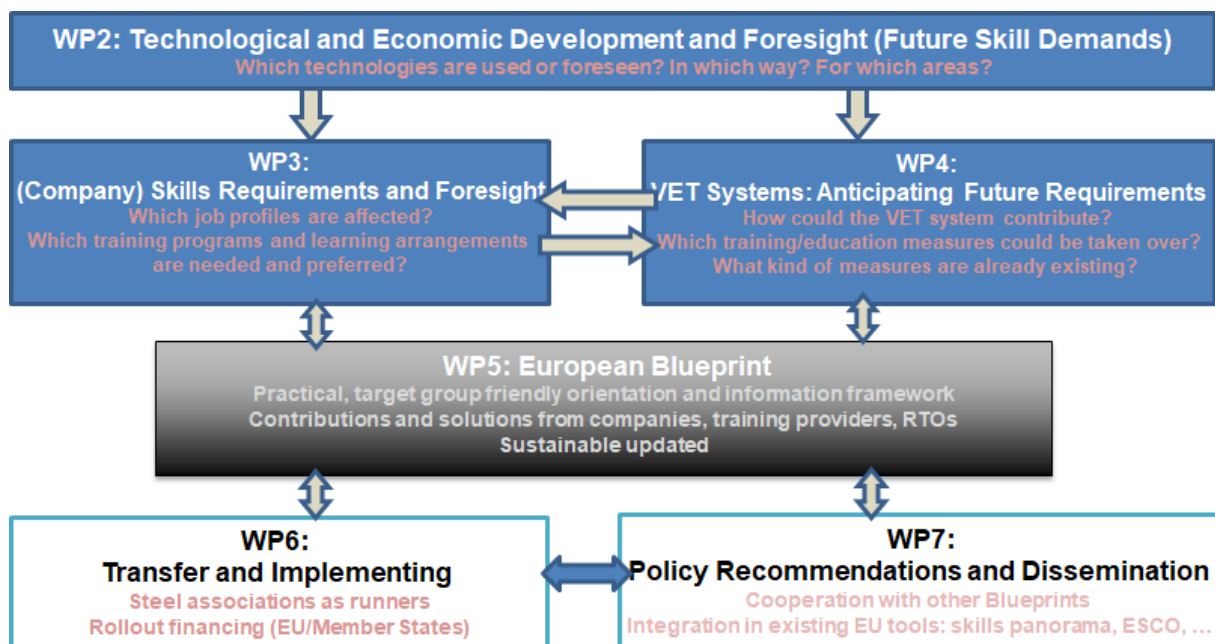 WP2: Technological and Economic Development and Foresight (Future Skill Demands)
Which technologies are used or foreseen? In which way? For which areas?
WP3:
(Company) Skills Requirements and Foresight
Which job profiles are affected?
Which training programs and learning arrangements
are needed and preferred?
WP4:
VET Systems: Anticipating Future Requirements
How could the VET system contribute?
Which training/education measures could be taken over?
What kind of measures are already existing?
WP5: European Blueprint
Practical, target group friendly orientation and information framework
Contributions and solutions from companies, training providers, RTOs
Sustainable updated
WP6:
Transfer and Implementing
Steel associations as runners
Rollout financing (EU/Member States)
WP7:
Policy Recommendations and Dissemination
Cooperation with other Blueprints
Integration in existing EU tools: skills panorama, ESCO, ...